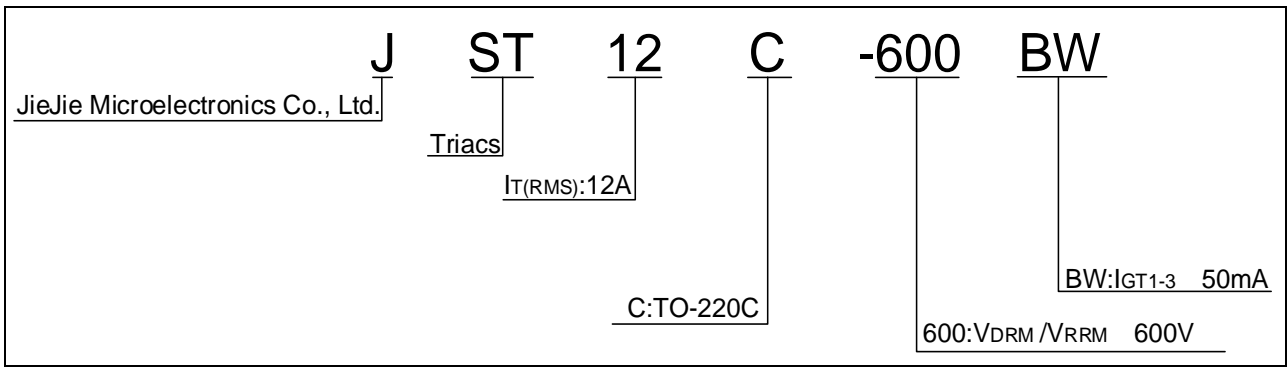 J ST 12 C -600 BW
JieJie Microelectronics Co., Ltd.
Triacs
IT(RMS):12A
BW:IGT1-3 50mA
C:TO-220C
600:VDRM /VRRM 600V